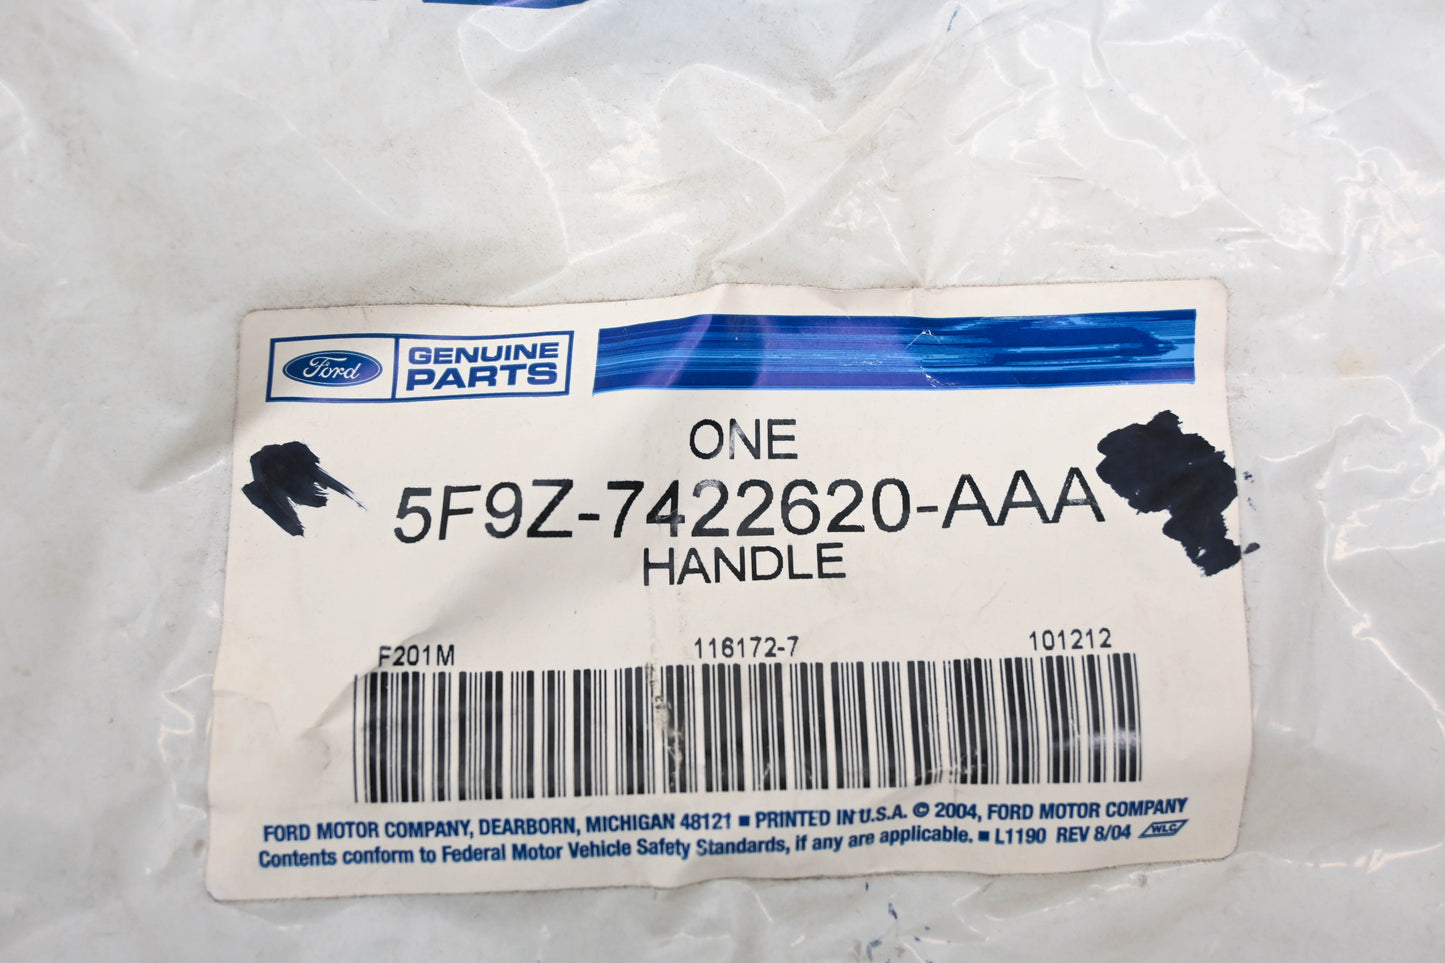 Ford GENUINE
PARTS
ONE
5F9Z-7422620-AAA
HANDLE
F201M 116172-7 101212
FORD MOTOR COMPANY, DEARBORN, MICHIGAN 48121 ■ PRINTED IN U.S.A. © 2004, FORD MOTOR COMPANY
Contents conform to Federal Motor Vehicle Safety Standards, if any are applicable. ■ L1190 REV 8/04 WLC